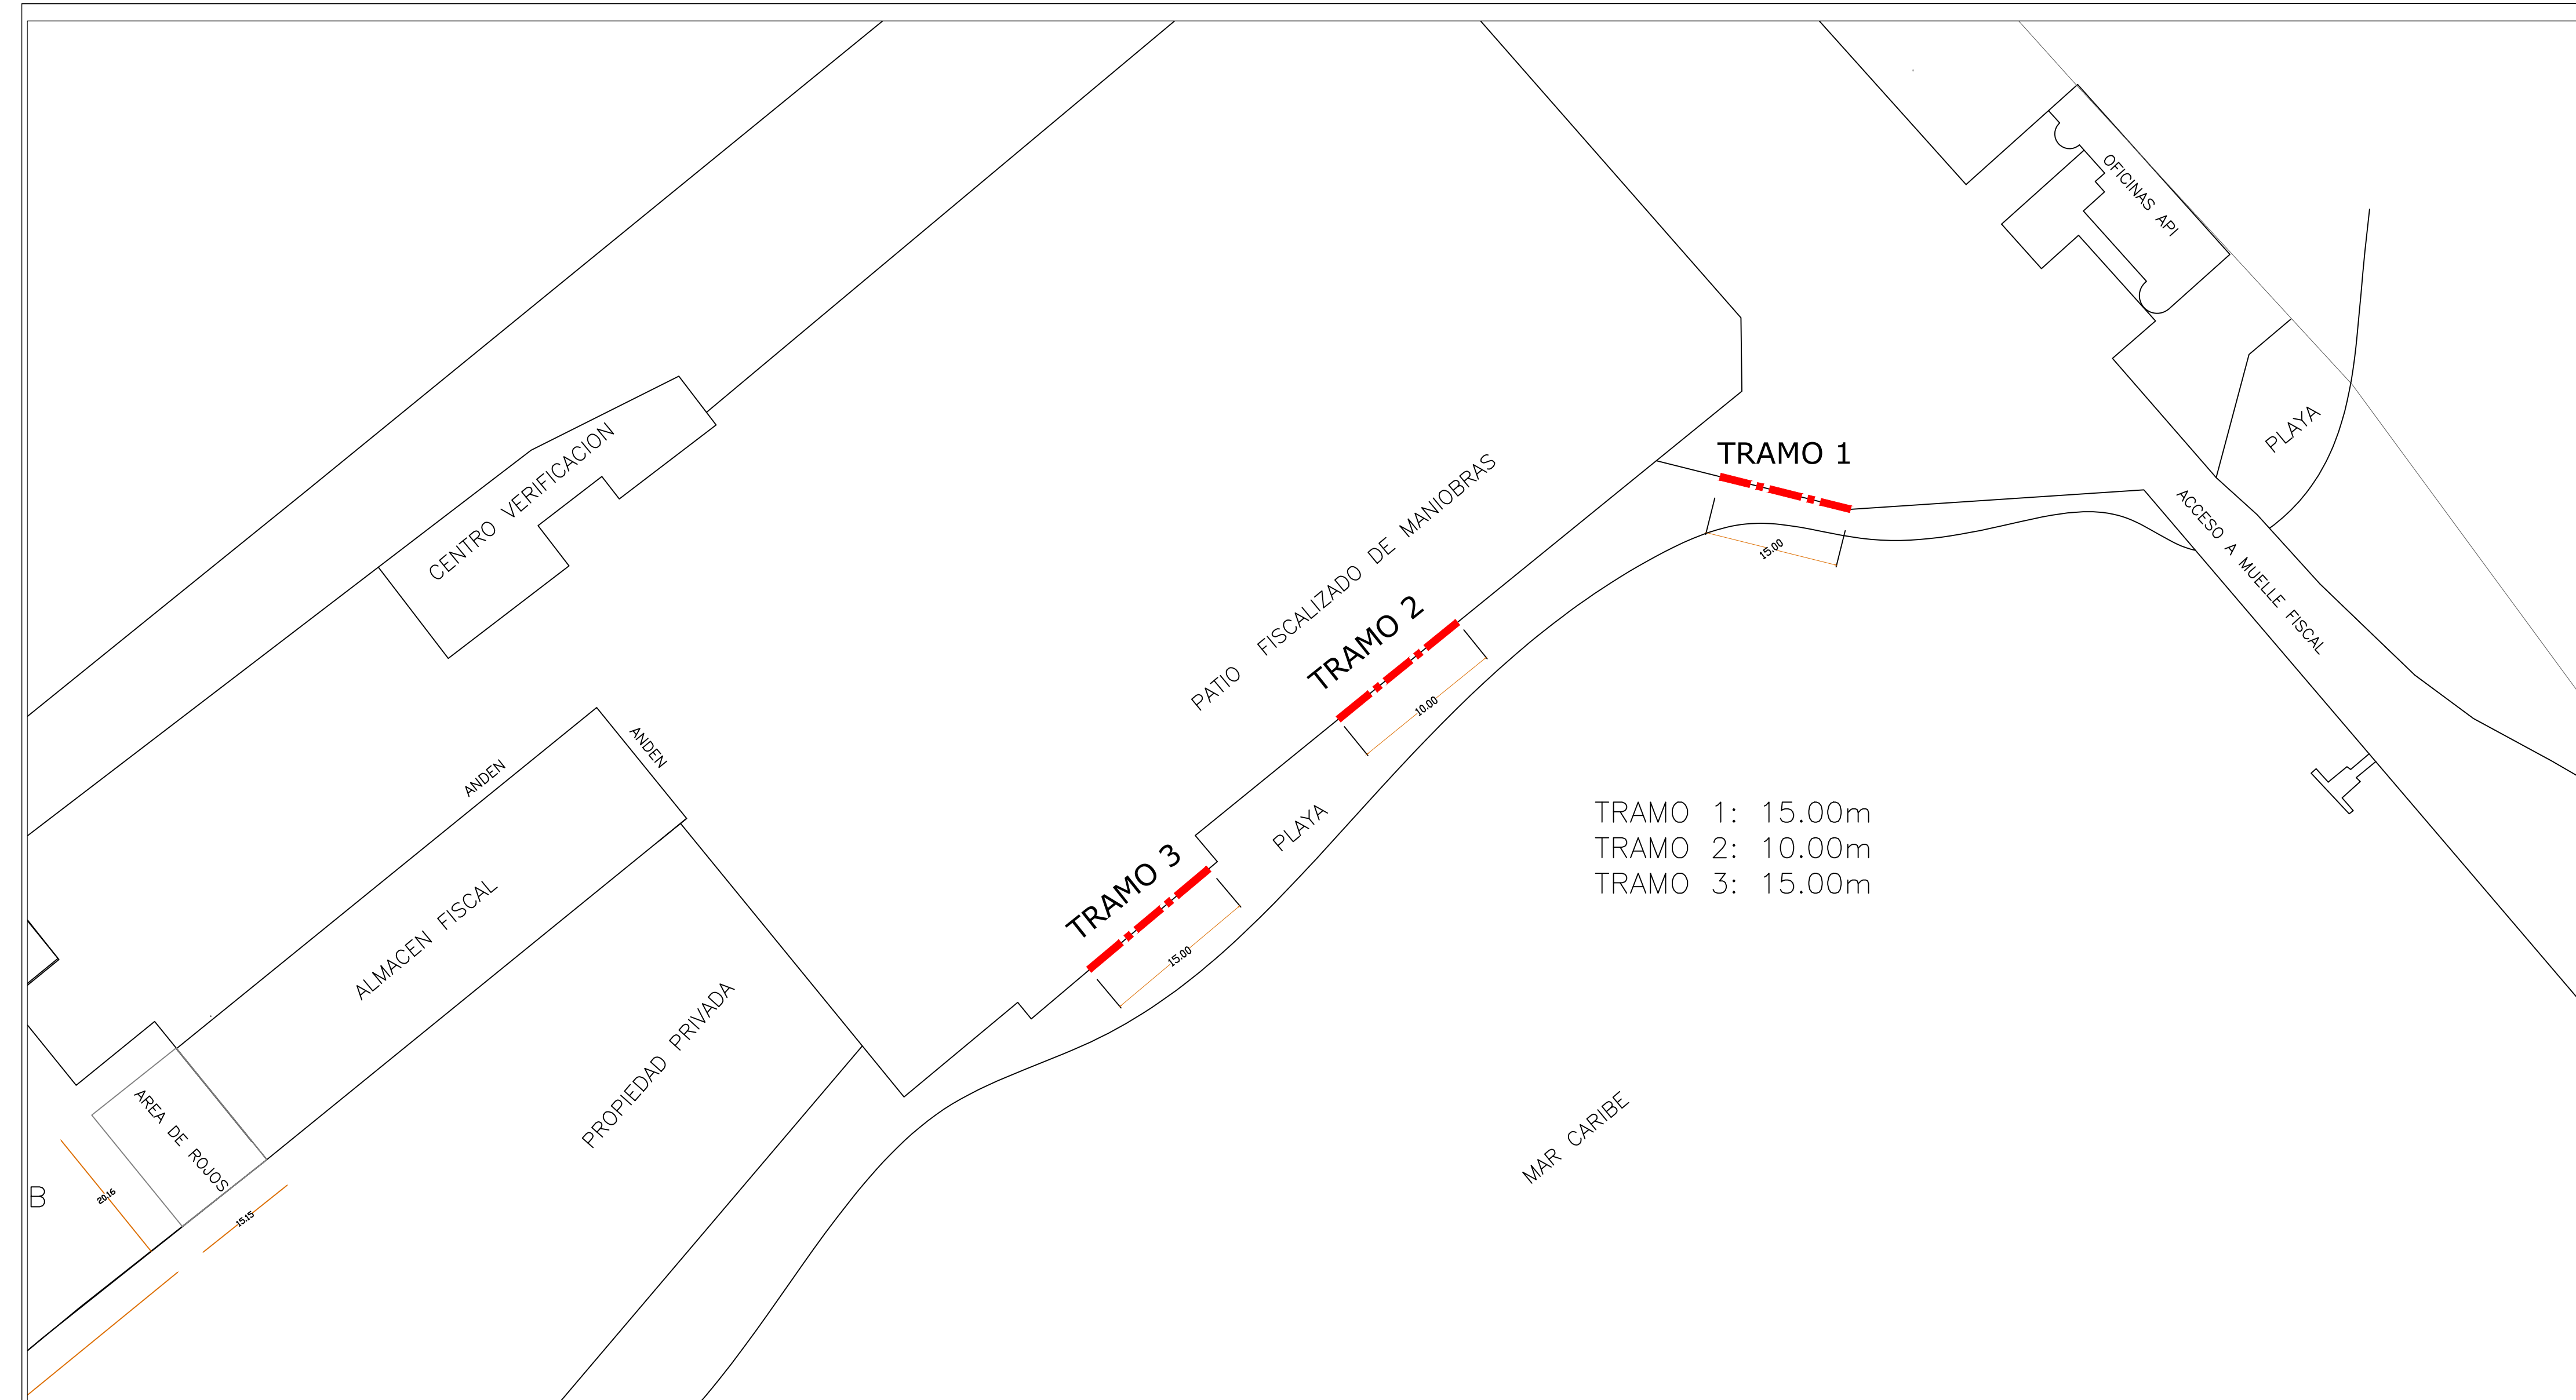 OFICINAS API
PLAYA
CENTRO VERIFICACION
TRAMO 1
PATIO FISCALIZADO DE MANIOBRAS
15.00
ACCESO A MUELLE FISCAL
TRAMO 2
10.00
ANDEN
ANDEN
PLAYA
TRAMO 1: 15.00m
TRAMO 2: 10.00m
TRAMO 3: 15.00m
TRAMO 3
15.00
ALMACEN FISCAL
PROPIEDAD PRIVADA
MAR CARIBE
AREA DE ROJOS
B
20.16
15.15